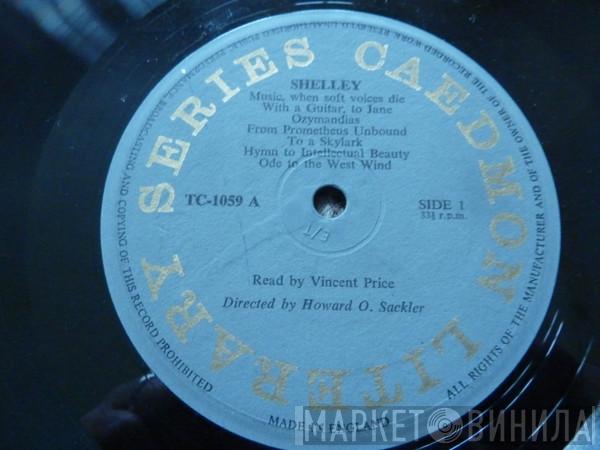 CAEDMON LITERARY SERIES
SHELLEY
Music, when soft voices die
With a Guitar, to Jane
Ozymandias
From Prometheus Unbound
To a Skylark
Hymn to Intellectual Beauty
Ode to the West Wind
TC-1059 A
SIDE 1
33⅓ r.p.m.
Read by Vincent Price
Directed by Howard O. Sackler
ALL RIGHTS OF THE MANUFACTURER AND OF THE OWNER OF THE RECORDED WORK RESERVED
BROADCASTING AND COPYING OF THIS RECORD PROHIBITED
MADE IN ENGLAND
МАРКЕТ ВИНИЛА